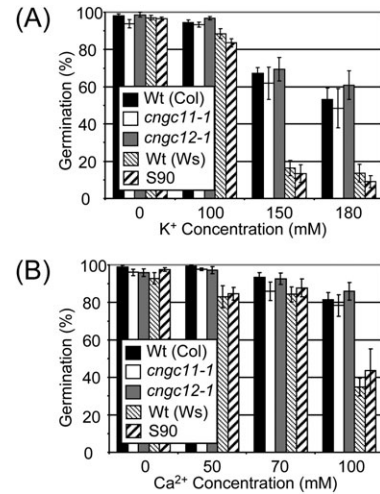 (A)
Germination (%)
100
80
60
40
20
0
Wt (Col)
cngc11-1
cngc12-1
Wt (Ws)
S90
0 100 150 180
K+ Concentration (mM)
(B)
Germination (%)
100
80
60
40
20
0
Wt (Col)
cngc11-1
cngc12-1
Wt (Ws)
S90
0 50 70 100
Ca2+ Concentration (mM)